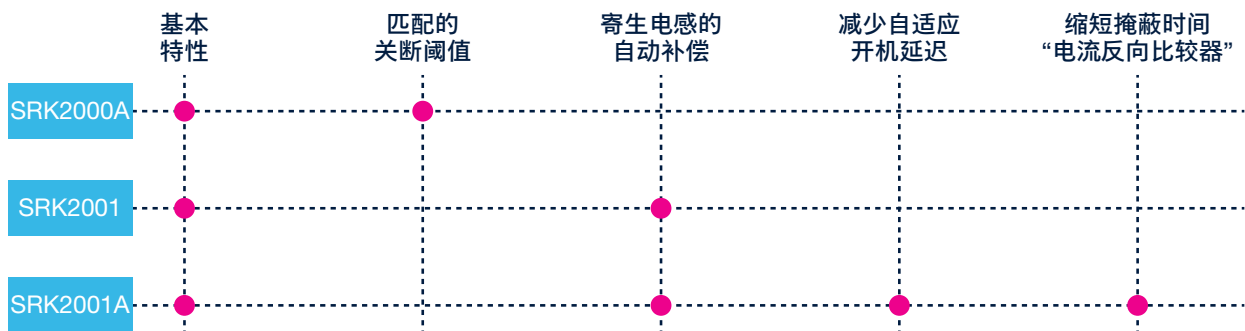 基本
特性
匹配的
关断阈值
寄生电感的
自动补偿
减少自适应
开机延迟
缩短掩蔽时间
“电流反向比较器”
SRK2000A
SRK2001
SRK2001A